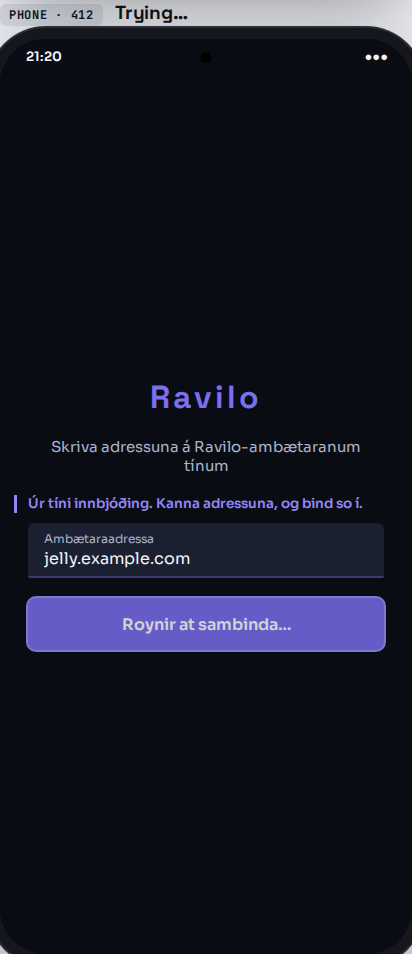 PHONE · 412 Trying...
21:20
Ravilo
Skriva adressuna á Ravilo-ambætaranum
tínum
Úr tíni innbjóðing. Kanna adressuna, og bind so í.
Ambætaraadressa
jelly.example.com
Roynir at sambinda...